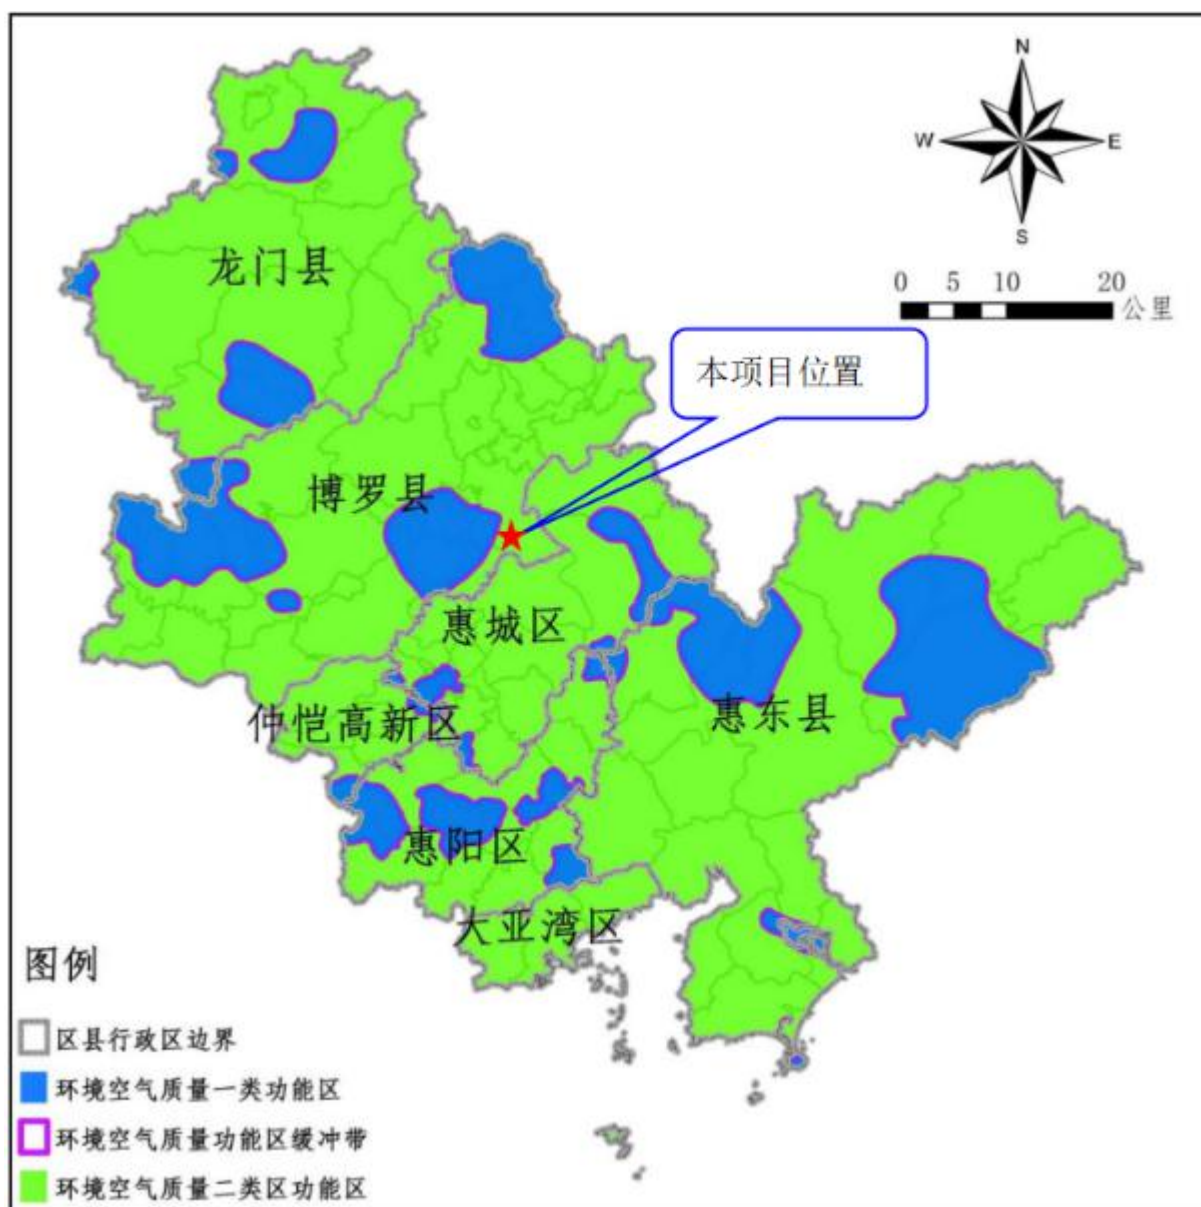 N
W
E
S
龙门县
0 5 10 20
公里
本项目位置
博罗县
惠城区
仲恺高新区
惠东县
惠阳区
大亚湾区
图例
区县行政区边界
环境空气质量一类功能区
环境空气质量功能区缓冲带
环境空气质量二类区功能区